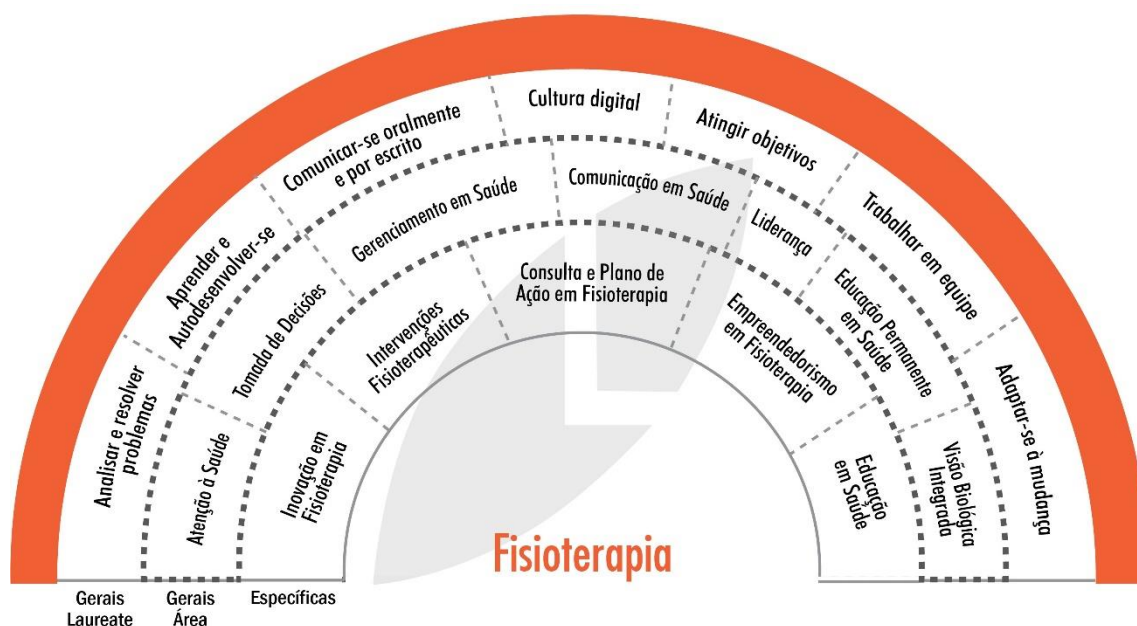 Analisar e resolver
problemas
Aprender e
Autodesenvolver-se
Comunicar-se oralmente
e por escrito
Cultura digital
Atingir objetivos
Trabalhar em equipe
Adaptar-se à mudança
Atenção à Saúde
Tomada de Decisões
Gerenciamento em Saúde
Comunicação em Saúde
Liderança
Educação Permanente
em Saúde
Visão Biológica
Integrada
Inovação em
Fisioterapia
Intervenções
Fisioterapêuticas
Consulta e Plano de
Ação em Fisioterapia
Empreendedorismo
em Fisioterapia
Educação
em Saúde
Fisioterapia
Gerais
Laureate
Gerais
Área
Específicas